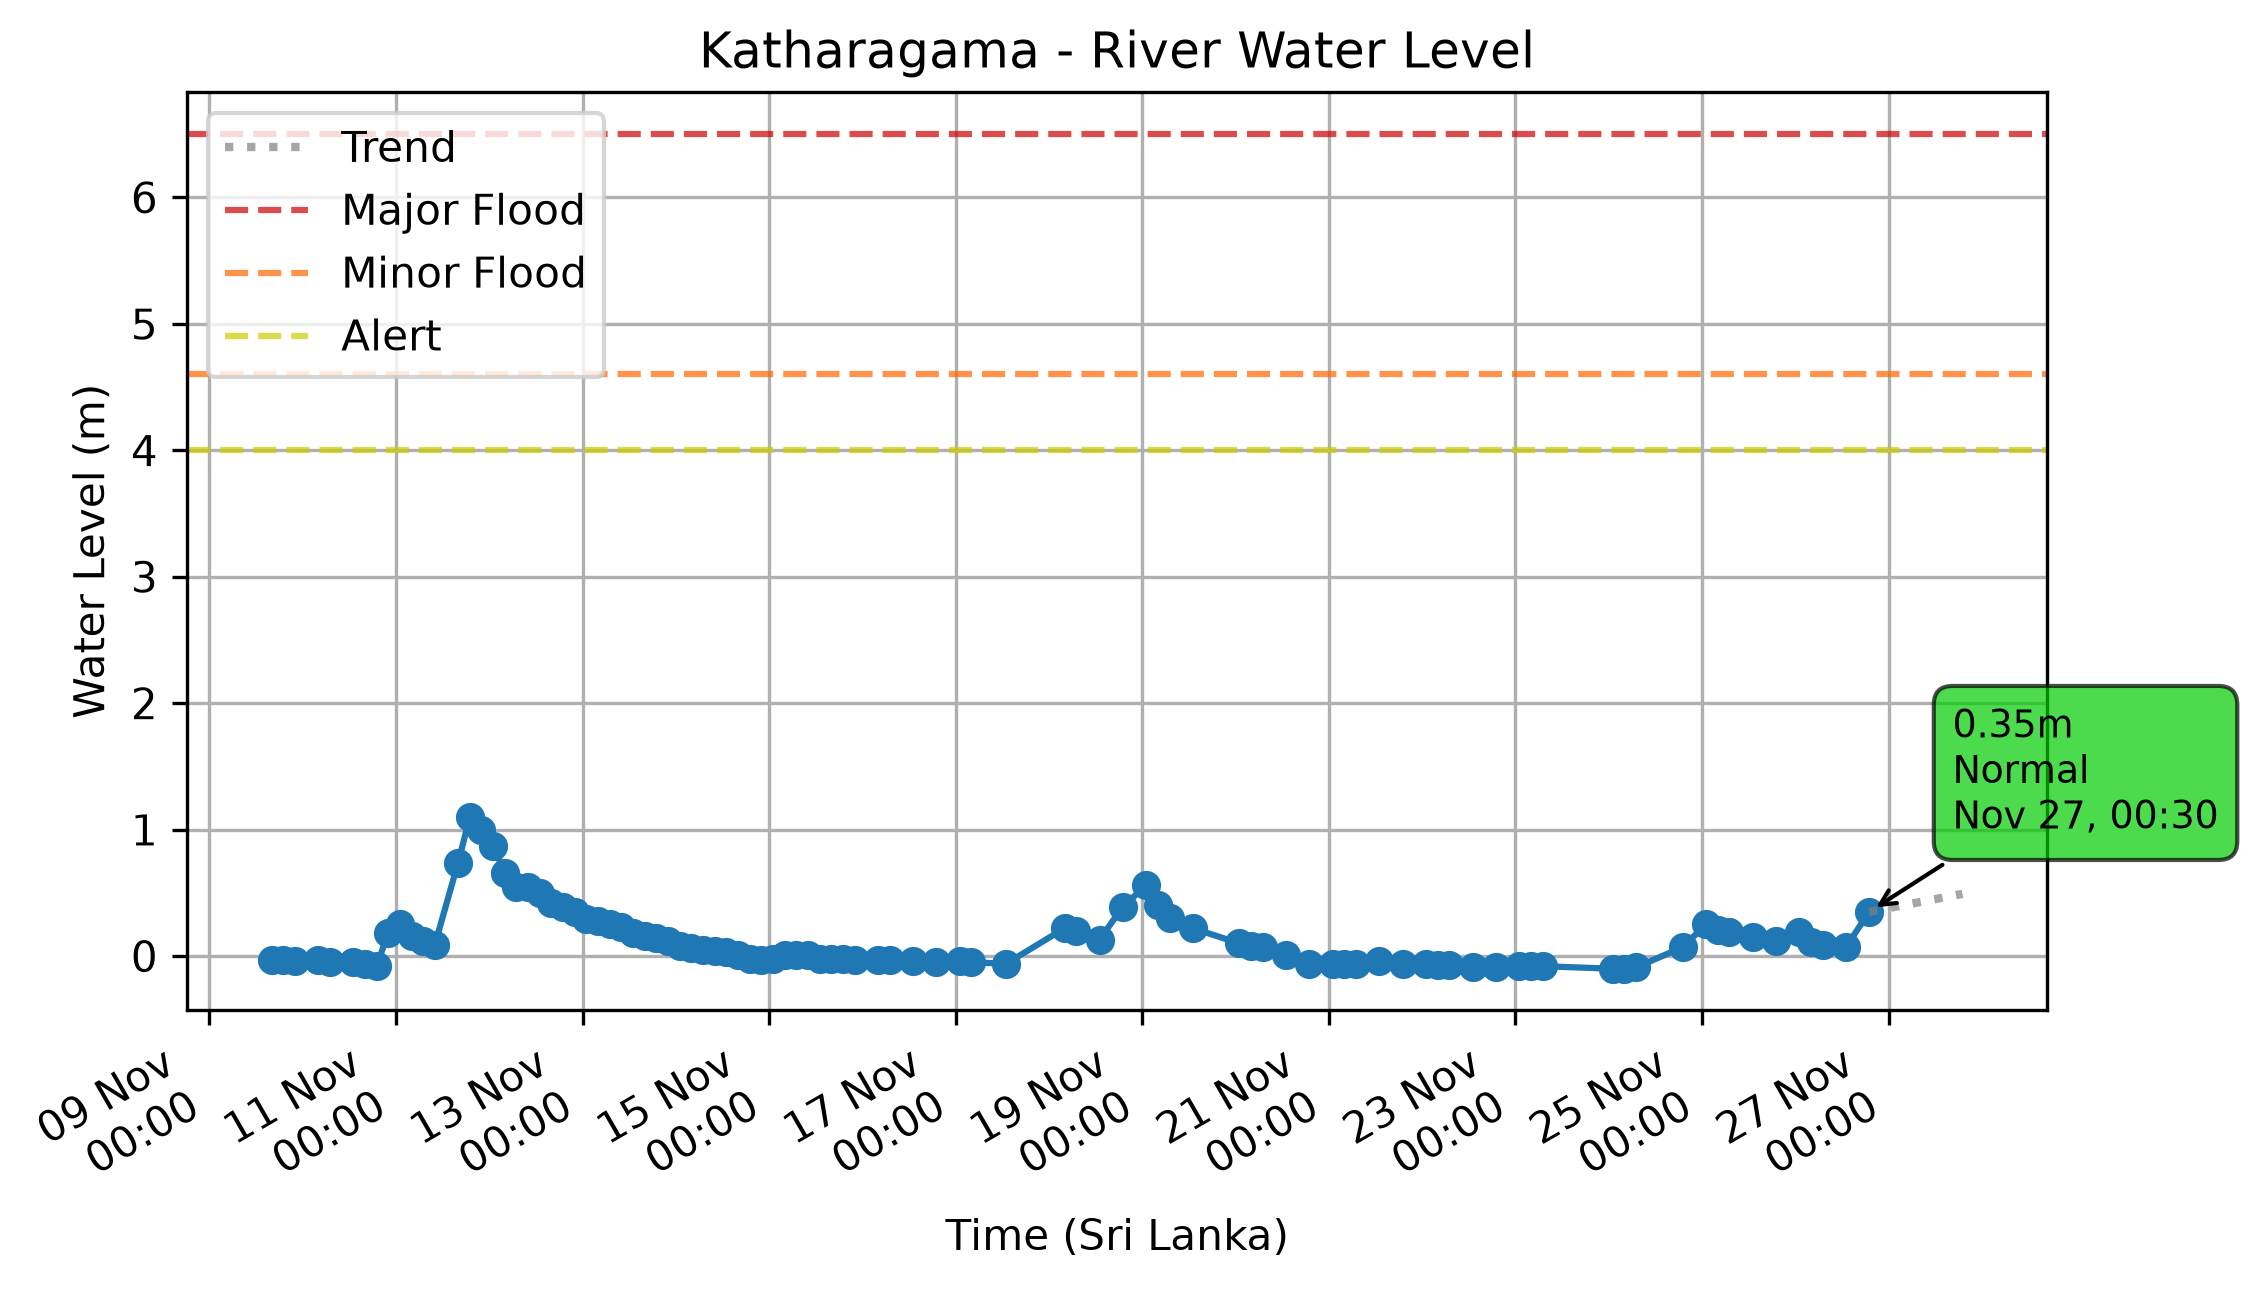 Katharagama - River Water Level
Trend
Major Flood
Minor Flood
Alert
Water Level (m)
6
5
4
3
2
1
0
0.35m
Normal
Nov 27, 00:30
09 Nov
00:00
11 Nov
00:00
13 Nov
00:00
15 Nov
00:00
17 Nov
00:00
19 Nov
00:00
21 Nov
00:00
23 Nov
00:00
25 Nov
00:00
27 Nov
00:00
Time (Sri Lanka)